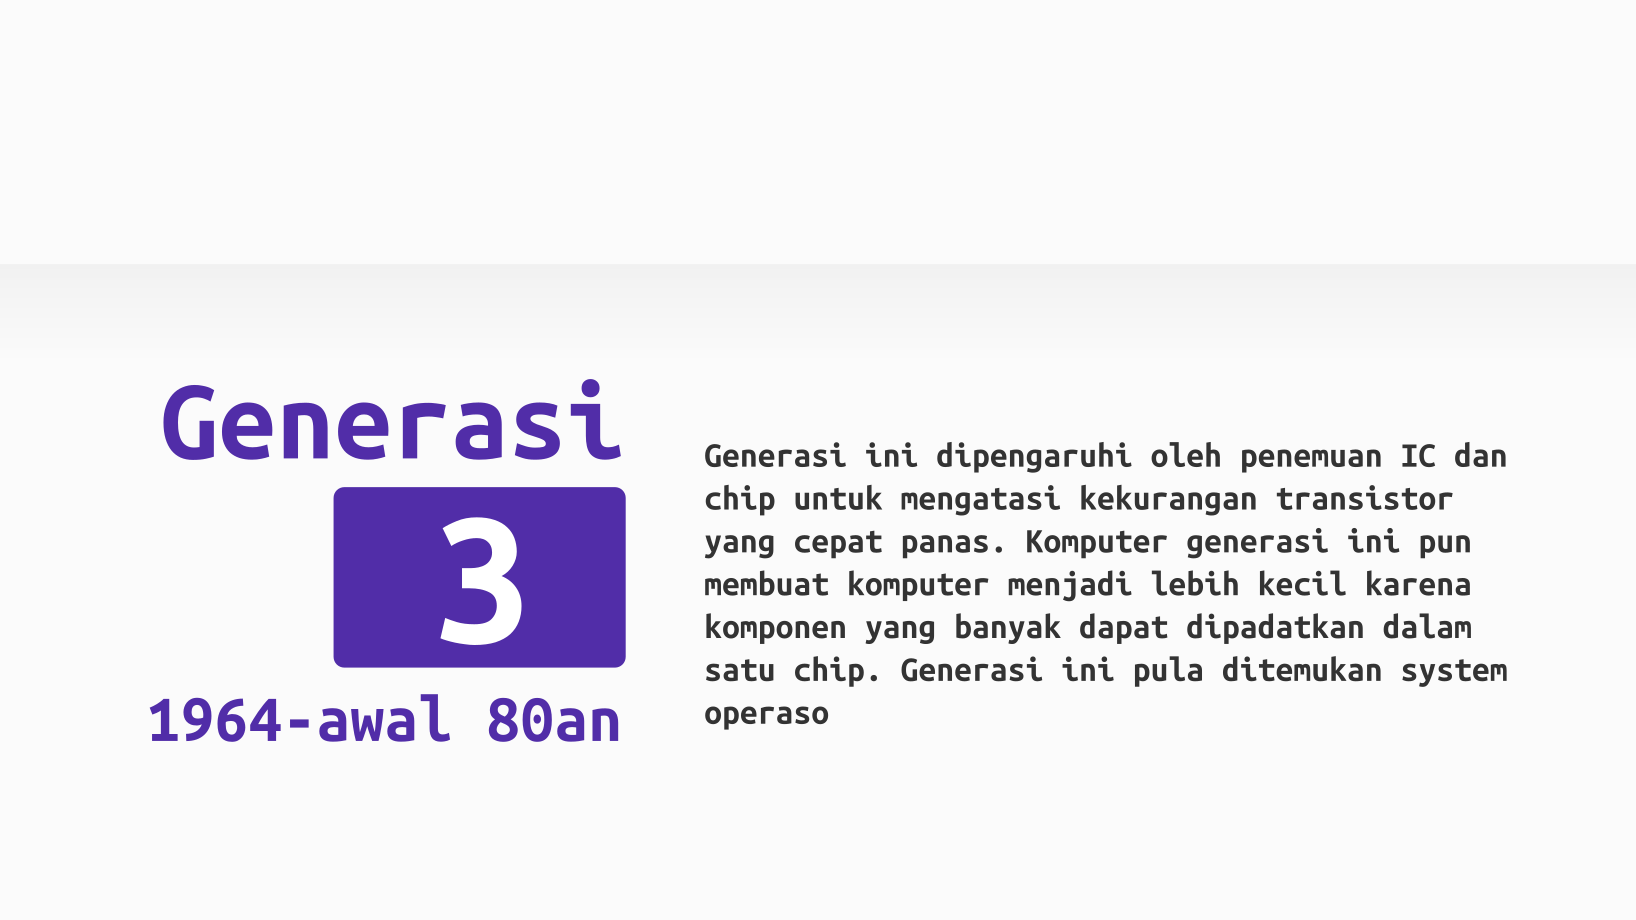 Generasi
3
1964-awal 80an
Generasi ini dipengaruhi oleh penemuan IC dan
chip untuk mengatasi kekurangan transistor
yang cepat panas. Komputer generasi ini pun
membuat komputer menjadi lebih kecil karena
komponen yang banyak dapat dipadatkan dalam
satu chip. Generasi ini pula ditemukan system
operaso